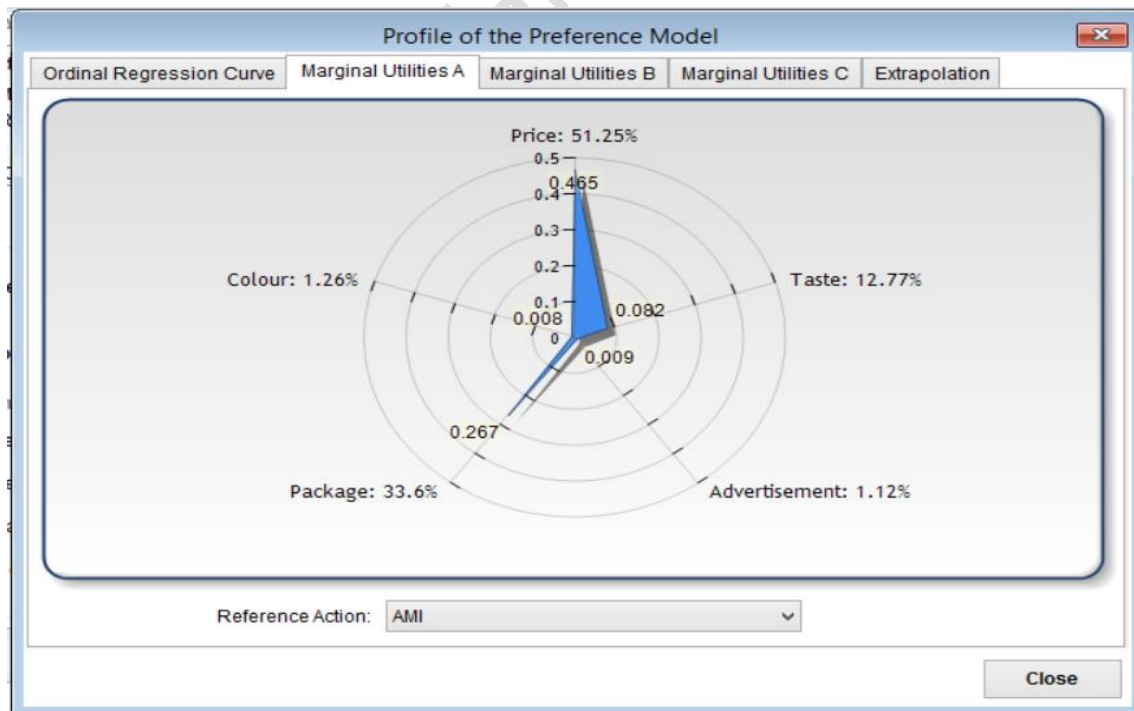 Profile of the Preference Model
Ordinal Regression Curve Marginal Utilities A Marginal Utilities B Marginal Utilities C Extrapolation
Price: 51.25%
0.5
0.465
0.4
0.3
0.2
Colour: 1.26%
Taste: 12.77%
0.1
0.008
0.082
0
0.009
0.267
Package: 33.6%
Advertisement: 1.12%
Reference Action: AMI
Close